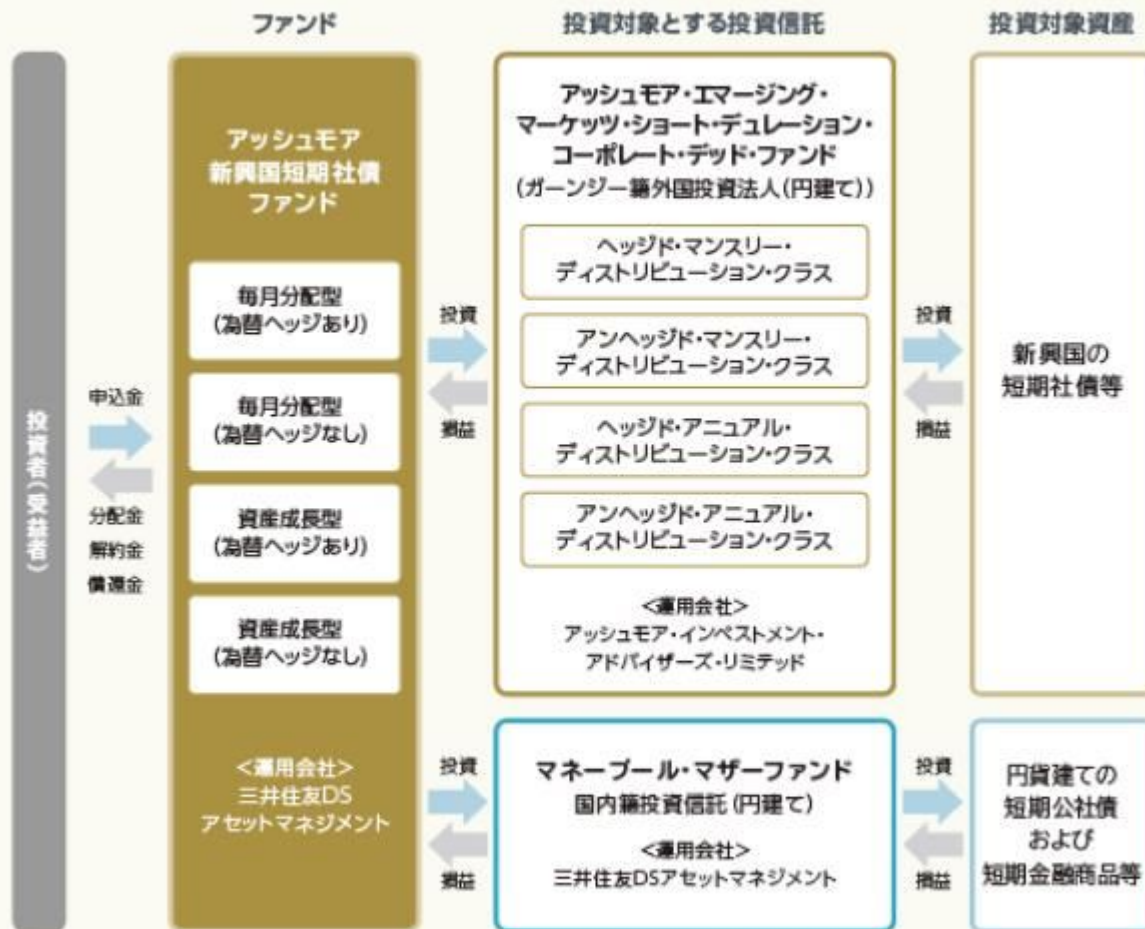 ファンド
投資対象とする投資信託
投資対象資産
投資者(受益者)
申込金
分配金
解約金
償還金
アッシュモア
新興国短期社債
ファンド
毎月分配型
(為替ヘッジあり)
毎月分配型
(為替ヘッジなし)
資産成長型
(為替ヘッジあり)
資産成長型
(為替ヘッジなし)
<運用会社>
三井住友DS
アセットマネジメント
投資
損益
アッシュモア・エマージング・
マーケッツ・ショート・デュレーション・
コーポレート・デッド・ファンド
(ガーンジー籍外国投資法人(円建て))
ヘッジド・マンスリー・
ディストリビューション・クラス
アンヘッジド・マンスリー・
ディストリビューション・クラス
ヘッジド・アニュアル・
ディストリビューション・クラス
アンヘッジド・アニュアル・
ディストリビューション・クラス
<運用会社>
アッシュモア・インベストメント・
アドバイザーズ・リミテッド
投資
損益
新興国の
短期社債等
投資
損益
マネープール・マザーファンド
国内籍投資信託(円建て)
<運用会社>
三井住友DSアセットマネジメント
投資
損益
円貨建ての
短期公社債
および
短期金融商品等